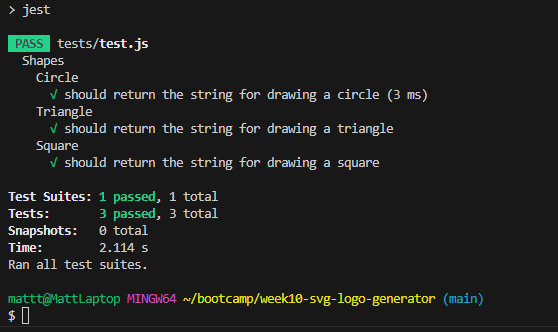 > jest
PASS tests/test.js
Shapes
Circle
√ should return the string for drawing a circle (3 ms)
Triangle
√ should return the string for drawing a triangle
Square
√ should return the string for drawing a square
Test Suites: 1 passed, 1 total
Tests:       3 passed, 3 total
Snapshots:   0 total
Time:        2.114 s
Ran all test suites.
mattt@MattLaptop MINGW64 ~/bootcamp/week10-svg-logo-generator (main)
$